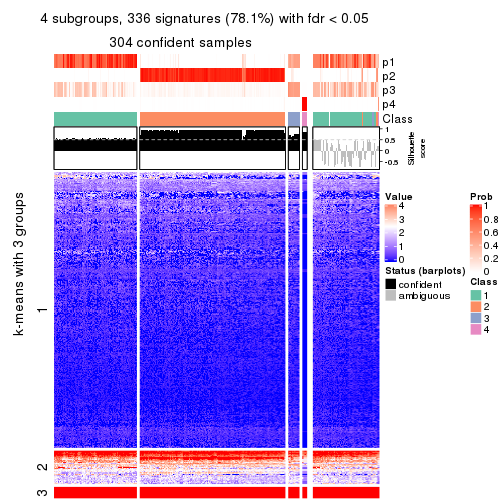 4 subgroups, 336 signatures (78.1%) with fdr < 0.05
304 confident samples
p1
p2
p3
p4
Class
1
0.5
0
-0.5
Silhouette
score
k-means with 3 groups
1
2
3
Value
4
3
2
1
0
Status (barplots)
confident
ambiguous
Prob
1
0.8
0.6
0.4
0.2
0
Class
1
2
3
4